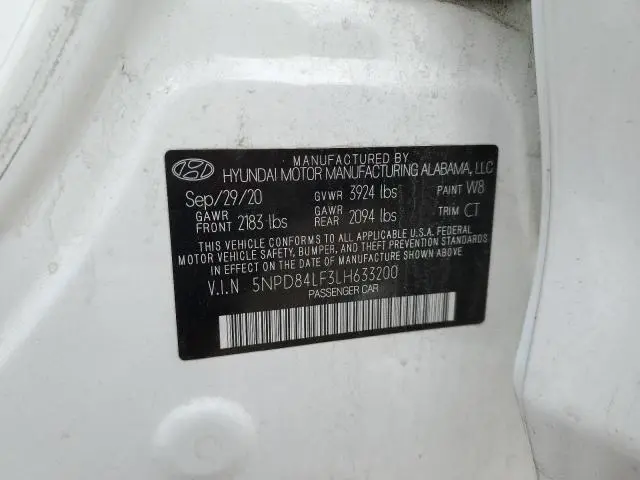 MANUFACTURED BY
HYUNDAI MOTOR MANUFACTURING ALABAMA, LLC
Sep/29/20 GVWR 3924 lbs PAINT W8
GAWR FRONT 2183 lbs GAWR REAR 2094 lbs TRIM CT
THIS VEHICLE CONFORMS TO ALL APPLICABLE U.S.A. FEDERAL
MOTOR VEHICLE SAFETY, BUMPER, AND THEFT PREVENTION STANDARDS
IN EFFECT ON THE DATE OF MANUFACTURE SHOWN ABOVE
V.I.N 5NPD84LF3LH633200
PASSENGER CAR